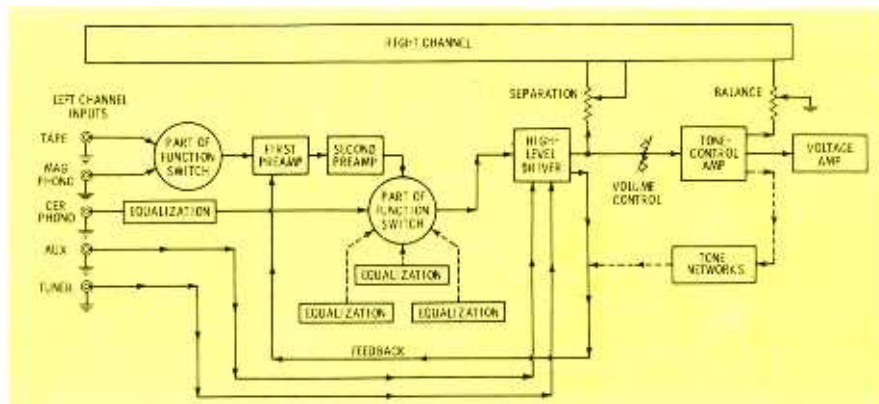 RIGHT CHANNEL
LEFT CHANNEL
INPUTS
SEPARATION
BALANCE
TAPE
PART OF
FUNCTION
SWITCH
FIRST
PREAMP
SECOND
PREAMP
HIGH-
LEVEL
DRIVER
TONE-
CONTROL
AMP
VOLTAGE
AMP
MAG
PHONO
VOLUME
CONTROL
CER
PHONO
EQUALIZATION
PART OF
FUNCTION
SWITCH
AUX
TONE
NETWORKS
EQUALIZATION
TUNER
EQUALIZATION
EQUALIZATION
FEEDBACK